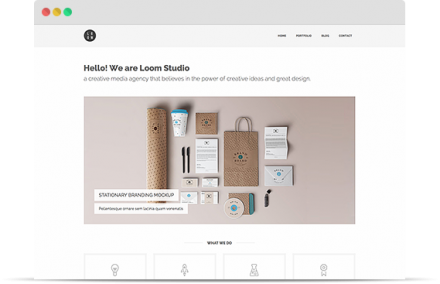 HOME PORTFOLIO BLOG CONTACT
Hello! We are Loom Studio
a creative media agency that believes in the power of creative ideas and great design.
STATIONARY BRANDING MOCKUP
Pellentesque ornare sem lacinia quam venenatis
WHAT WE DO